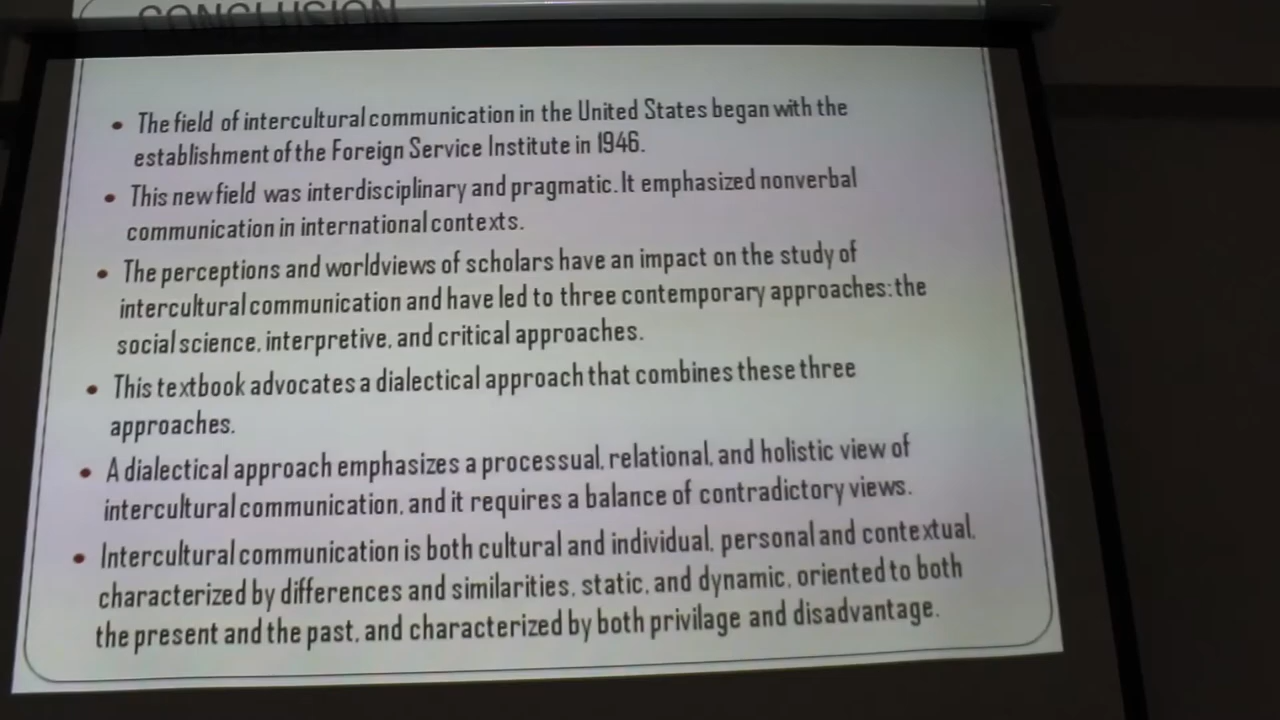 CONCLUSION
• The field of intercultural communication in the United States began with the
establishment of the Foreign Service Institute in 1946.
• This new field was interdisciplinary and pragmatic. It emphasized nonverbal
communication in international contexts.
• The perceptions and worldviews of scholars have an impact on the study of
intercultural communication and have led to three contemporary approaches: the
social science, interpretive, and critical approaches.
• This textbook advocates a dialectical approach that combines these three
approaches.
• A dialectical approach emphasizes a processual, relational, and holistic view of
intercultural communication, and it requires a balance of contradictory views.
• Intercultural communication is both cultural and individual, personal and contextual,
characterized by differences and similarities, static, and dynamic, oriented to both
the present and the past, and characterized by both privilage and disadvantage.